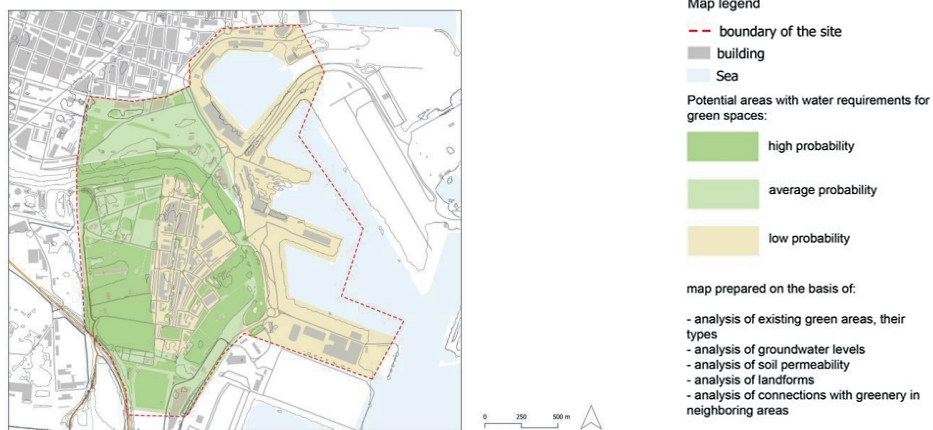 Map legend
boundary of the site
building
Sea
Potential areas with water requirements for
green spaces:
high probability
average probability
low probability
map prepared on the basis of:
- analysis of existing green areas, their
types
- analysis of groundwater levels
- analysis of soil permeability
- analysis of landforms
- analysis of connections with greenery in
neighboring areas
0 250 500 m